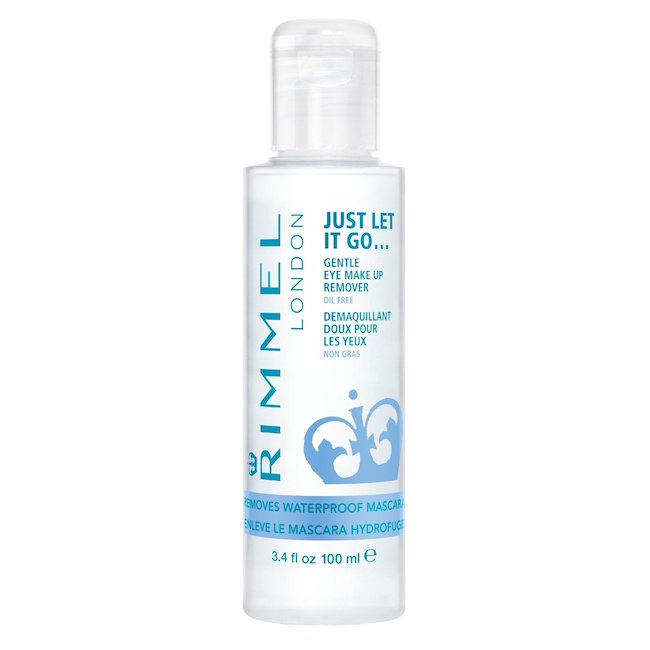 RIMMEL
LONDON
JUST LET
IT GO...
GENTLE
EYE MAKE UP
REMOVER
OIL FREE
DEMAQUILLANT
DOUX POUR
LES YEUX
NON GRAS
REMOVES WATERPROOF MASCARA
ENLEVE LE MASCARA HYDROFUGE
3.4 fl oz 100 ml ℮